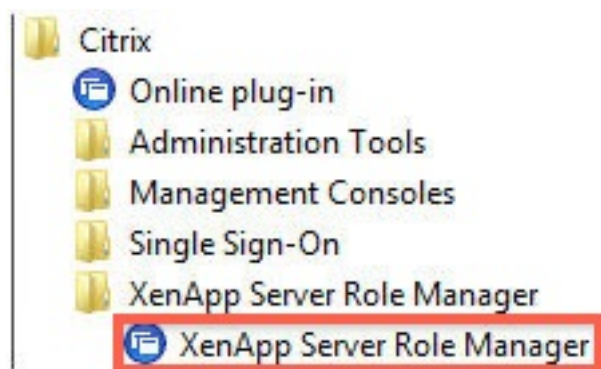 Citrix
Online plug-in
Administration Tools
Management Consoles
Single Sign-On
XenApp Server Role Manager
XenApp Server Role Manager